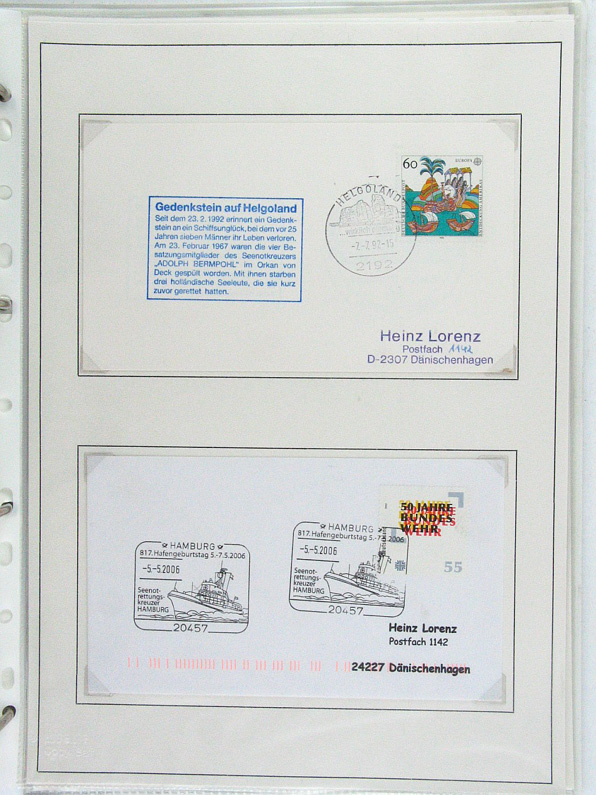 Gedenkstein auf Helgoland
Seit dem 23. 2. 1992 erinnert ein Gedenk-
stein an ein Schiffsunglück, bei dem vor 25
Jahren sieben Männer ihr Leben verloren.
Am 23. Februar 1967 waren die vier Be-
satzungsmitglieder des Seenotkreuzers
„ADOLPH BERMPOHL" im Orkan von
Deck gespült worden. Mit ihnen starben
drei holländische Seeleute, die sie kurz
zuvor gerettet hatten.
60
EUROPA
HELGOLAND
2192
Heinz Lorenz
Postfach 1142
D-2307 Dänischenhagen
50 JAHRE
BUNDES
WEHR
55
HAMBURG
817. Hafengeburtstag 5.-7.5.2006
-5.-5.2006
Seenot-
rettungs-
kreuzer
HAMBURG
20457
HAMBURG
817. Hafengeburtstag 5.-7.5.2006
-5.-5.2006
Seenot-
rettungs-
kreuzer
HAMBURG
20457
Heinz Lorenz
Postfach 1142
24227 Dänischenhagen